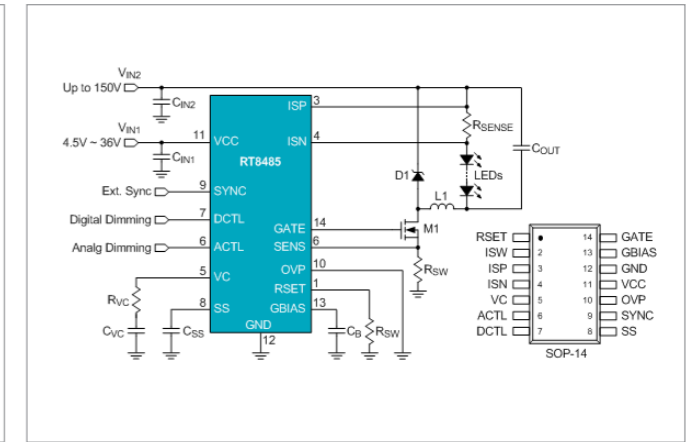 VIN2
Up to 150V
CIN2
VIN1
4.5V ~ 36V
CIN1
Ext. Sync
Digital Dimming
Analg Dimming
RVC
CVC
CSS
11 VCC
9 SYNC
7 DCTL
6 ACTL
5 VC
8 SS
RT8485
ISP 3
ISN 4
GATE 14
SENS 6
OVP 10
RSET 1
GBIAS 13
GND
12
RSENSE
COUT
LEDs
D1
L1
M1
RSW
CB
RSW
RSET 14 GATE
ISW 2 13 GBIAS
ISP 3 12 GND
ISN 4 11 VCC
VC 5 10 OVP
ACTL 6 9 SYNC
DCTL 7 8 SS
SOP-14